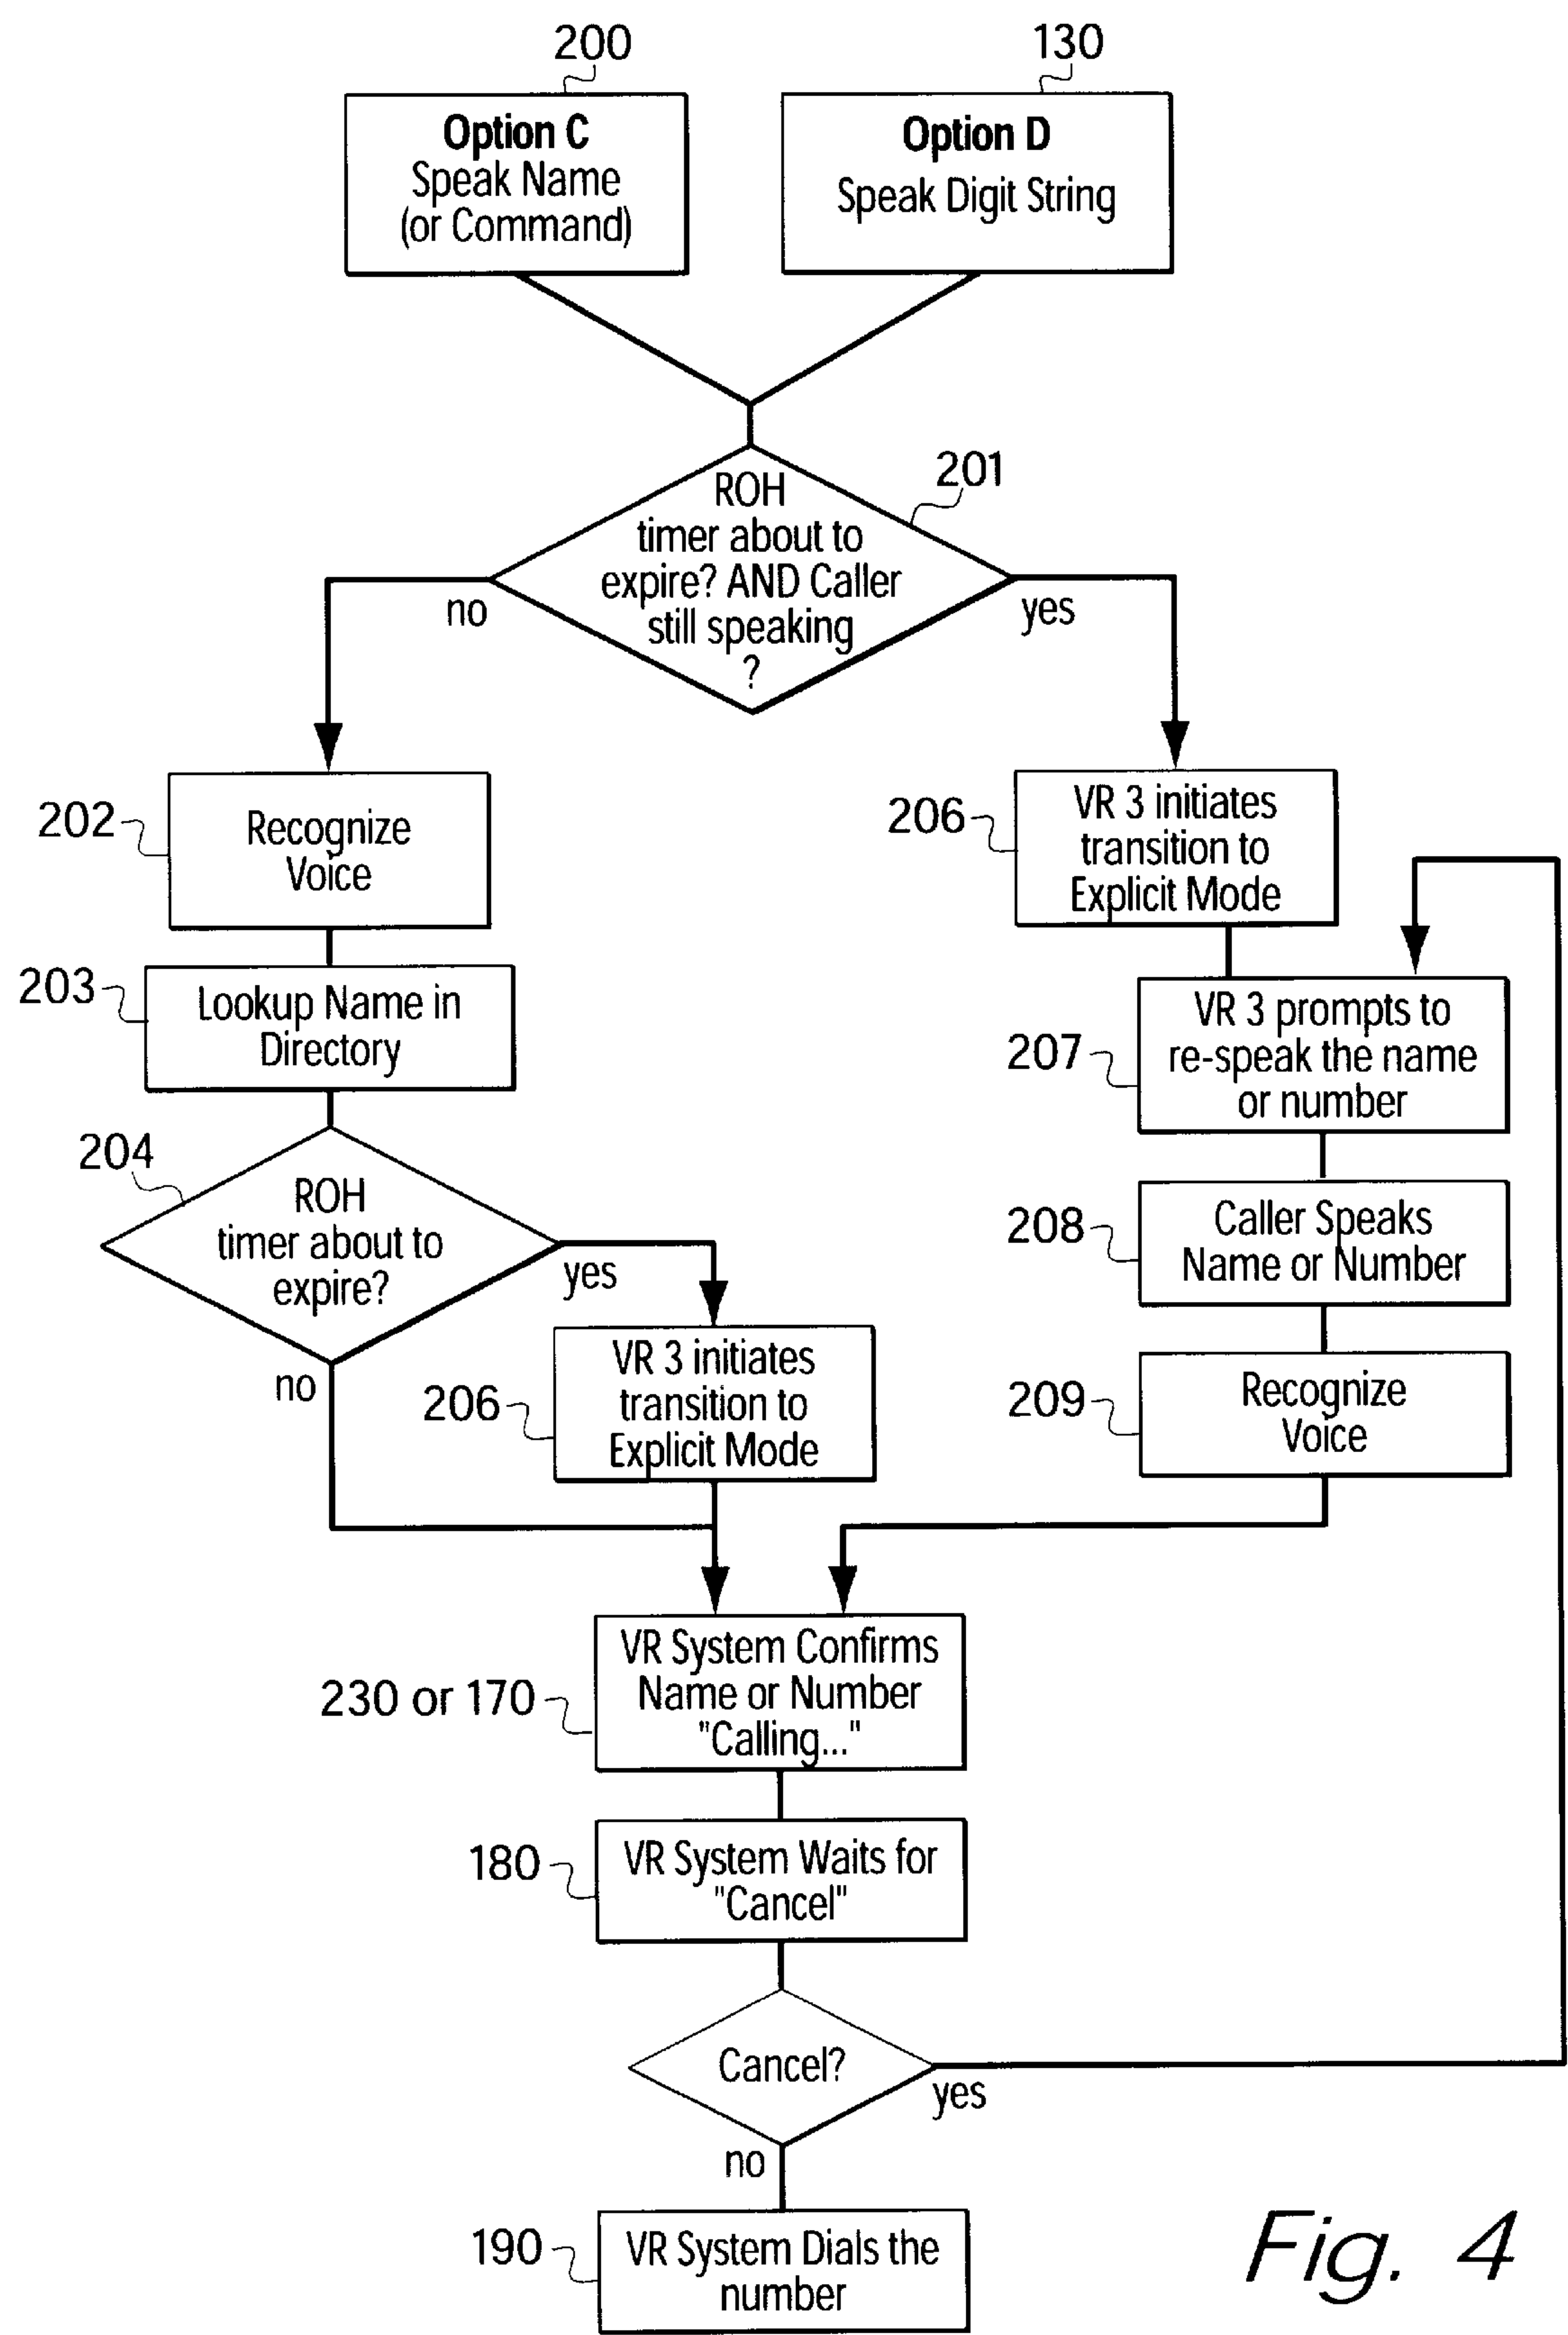 200
130
Option C
Speak Name
(or Command)
Option D
Speak Digit String
201
ROH
timer about to
expire? AND Caller
still speaking
?
no
yes
202
Recognize
Voice
206
VR 3 initiates
transition to
Explicit Mode
203
Lookup Name in
Directory
207
VR 3 prompts to
re-speak the name
or number
204
ROH
timer about to
expire?
yes
no
208
Caller Speaks
Name or Number
206
VR 3 initiates
transition to
Explicit Mode
209
Recognize
Voice
230 or 170
VR System Confirms
Name or Number
"Calling..."
180
VR System Waits for
"Cancel"
Cancel?
yes
no
190
VR System Dials the
number
Fig. 4